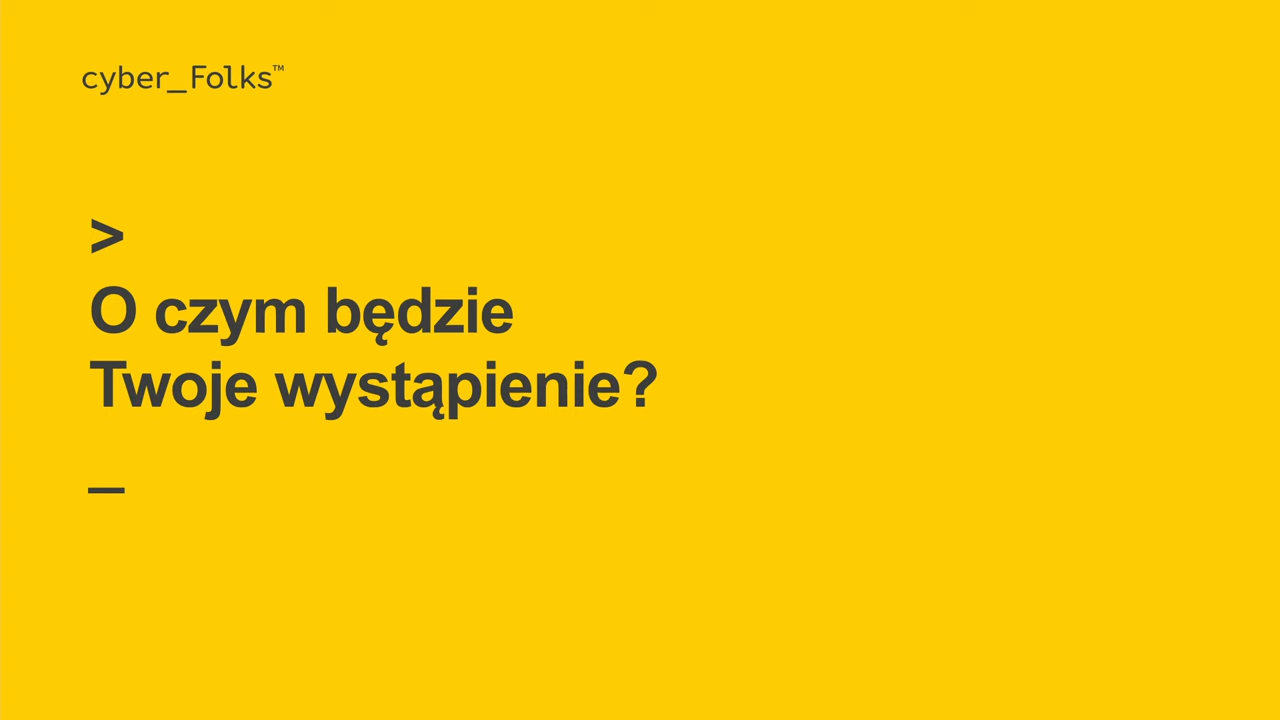 cyber_Folks™
>
O czym będzie
Twoje wystąpienie?
_